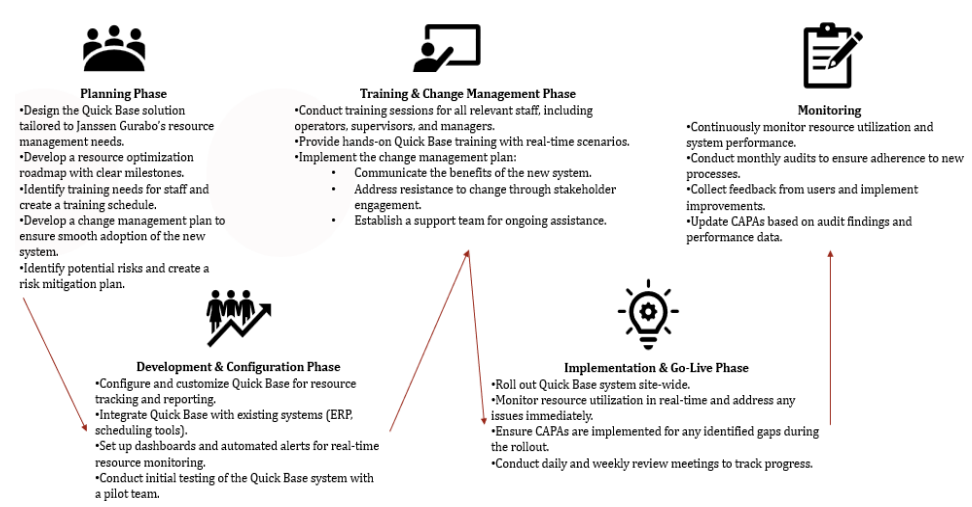 Planning Phase
•Design the Quick Base solution
tailored to Janssen Gurabo's resource
management needs.
•Develop a resource optimization
roadmap with clear milestones.
•Identify training needs for staff and
create a training schedule.
•Develop a change management plan to
ensure smooth adoption of the new
system.
•Identify potential risks and create a
risk mitigation plan.
Development & Configuration Phase
•Configure and customize Quick Base for resource
tracking and reporting.
•Integrate Quick Base with existing systems (ERP,
scheduling tools).
•Set up dashboards and automated alerts for real-time
resource monitoring.
•Conduct initial testing of the Quick Base system with
a pilot team.
Training & Change Management Phase
•Conduct training sessions for all relevant staff, including
operators, supervisors, and managers.
•Provide hands-on Quick Base training with real-time scenarios.
•Implement the change management plan:
• Communicate the benefits of the new system.
• Address resistance to change through stakeholder
engagement.
• Establish a support team for ongoing assistance.
Implementation & Go-Live Phase
•Roll out Quick Base system site-wide.
•Monitor resource utilization in real-time and address any
issues immediately.
•Ensure CAPAs are implemented for any identified gaps during
the rollout.
•Conduct daily and weekly review meetings to track progress.
Monitoring
•Continuously monitor resource utilization and
system performance.
•Conduct monthly audits to ensure adherence to new
processes.
•Collect feedback from users and implement
improvements.
•Update CAPAs based on audit findings and
performance data.